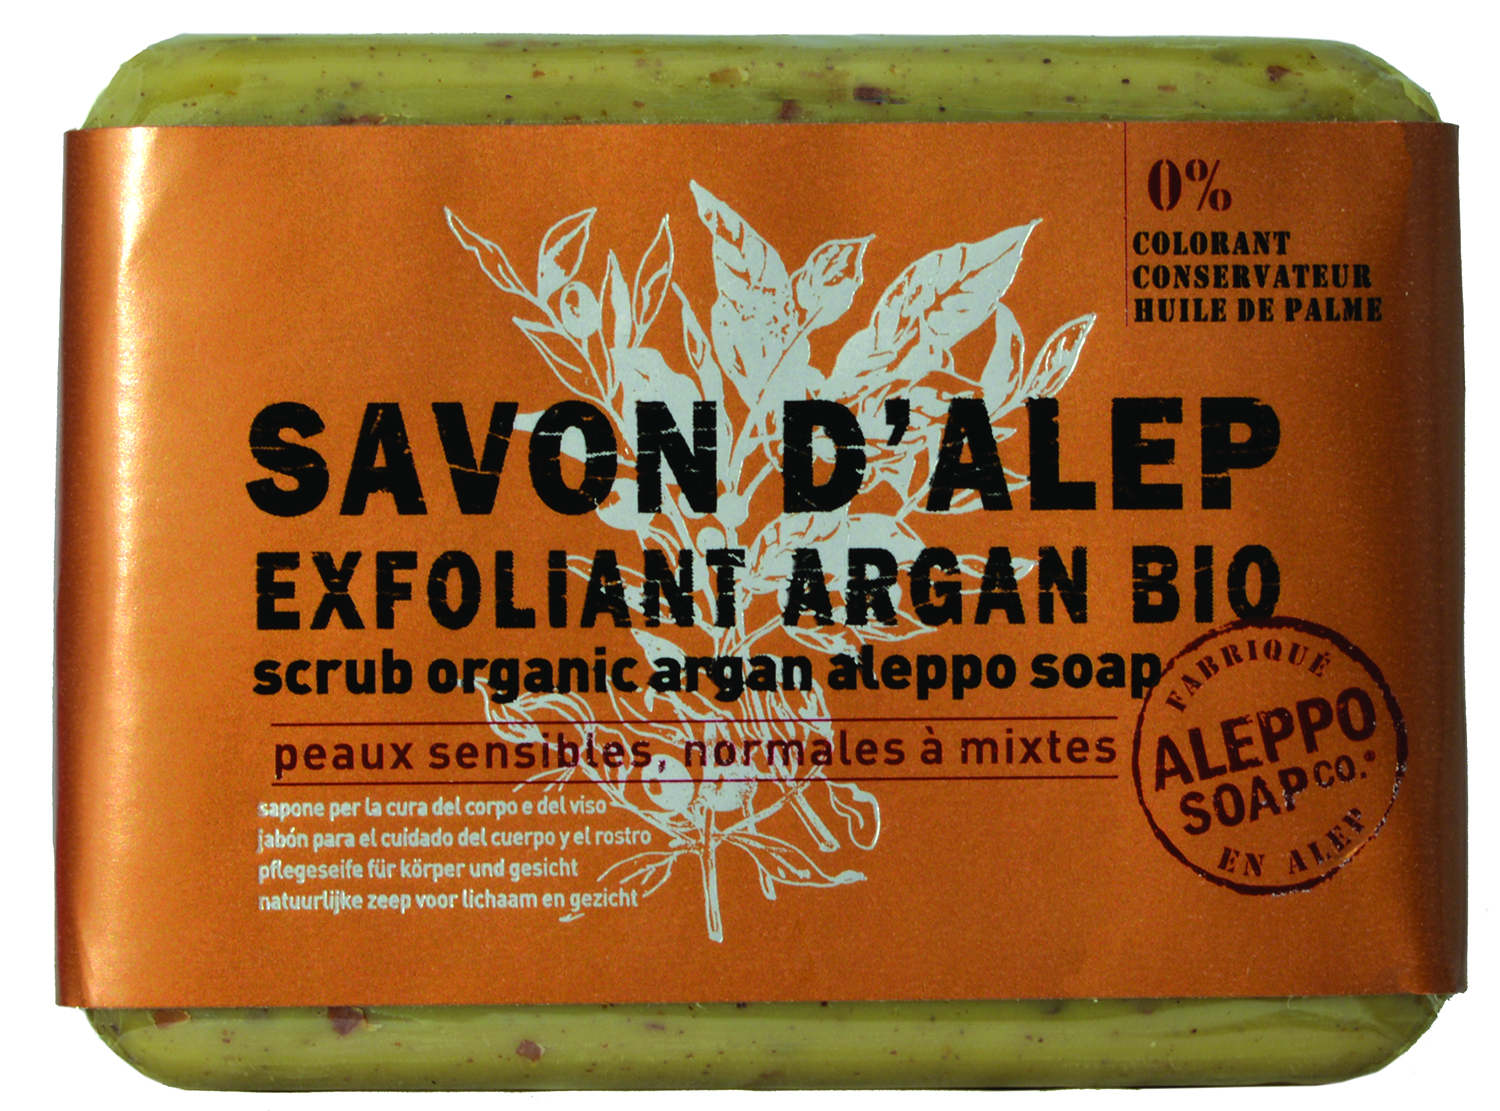 0%
COLORANT
CONSERVATEUR
HUILE DE PALME
SAVON D'ALEP
EXFOLIANT ARGAN BIO
scrub organic argan aleppo soap
peaux sensibles, normales à mixtes
sapone per la cura del corpo e del viso
jabón para el cuidado del cuerpo y el rostro
pflegeseife für körper und gesicht
natuurlijke zeep voor lichaam en gezicht
FABRIQUÉ
ALEPPO
SOAP CO.®
EN ALEP